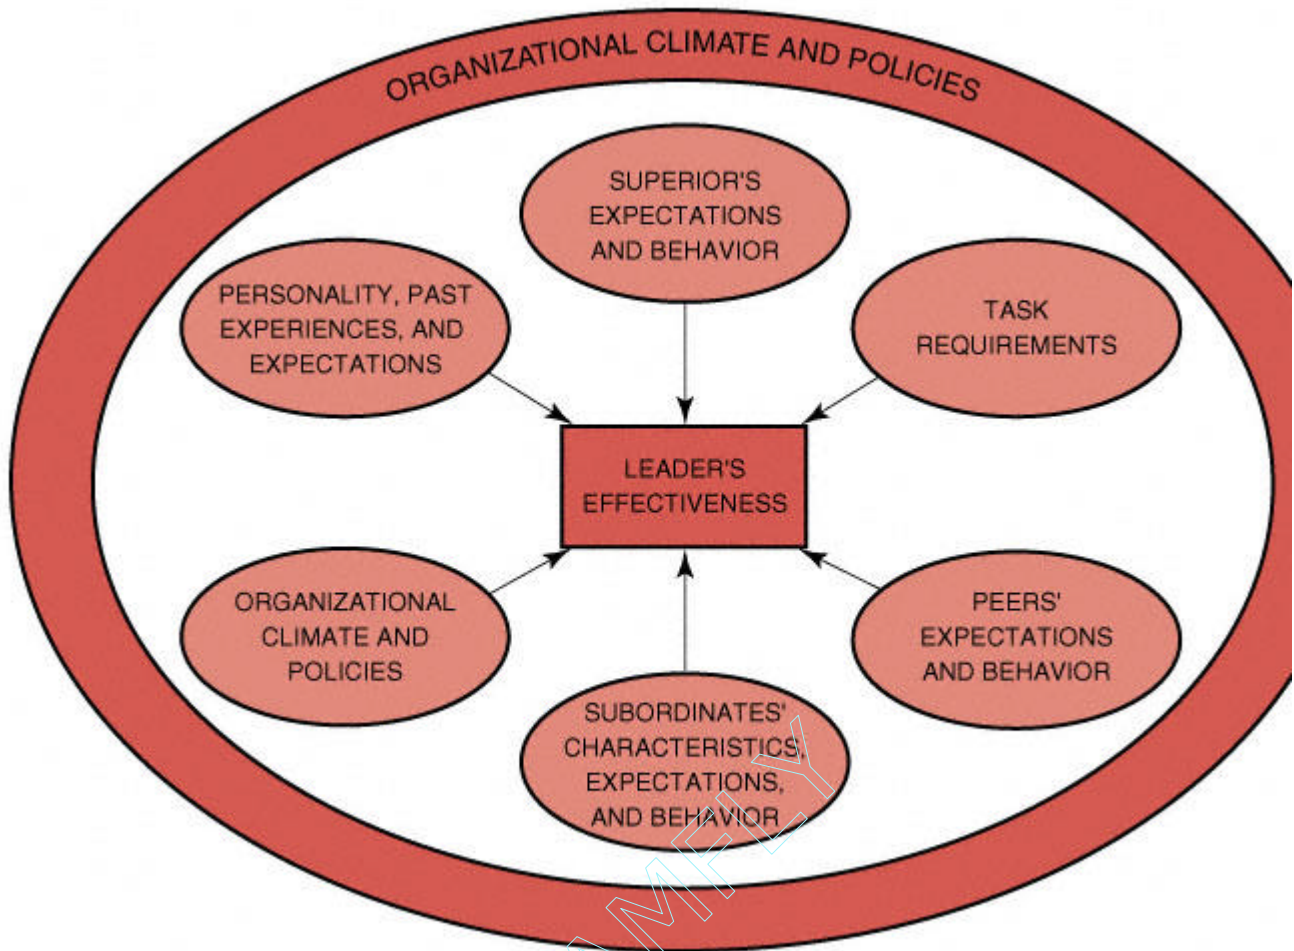 ORGANIZATIONAL CLIMATE AND POLICIES
SUPERIOR'S
EXPECTATIONS
AND BEHAVIOR
PERSONALITY, PAST
EXPERIENCES, AND
EXPECTATIONS
TASK
REQUIREMENTS
LEADER'S
EFFECTIVENESS
ORGANIZATIONAL
CLIMATE AND
POLICIES
PEERS'
EXPECTATIONS
AND BEHAVIOR
SUBORDINATES'
CHARACTERISTICS,
EXPECTATIONS,
AND BEHAVIOR
AMFLY